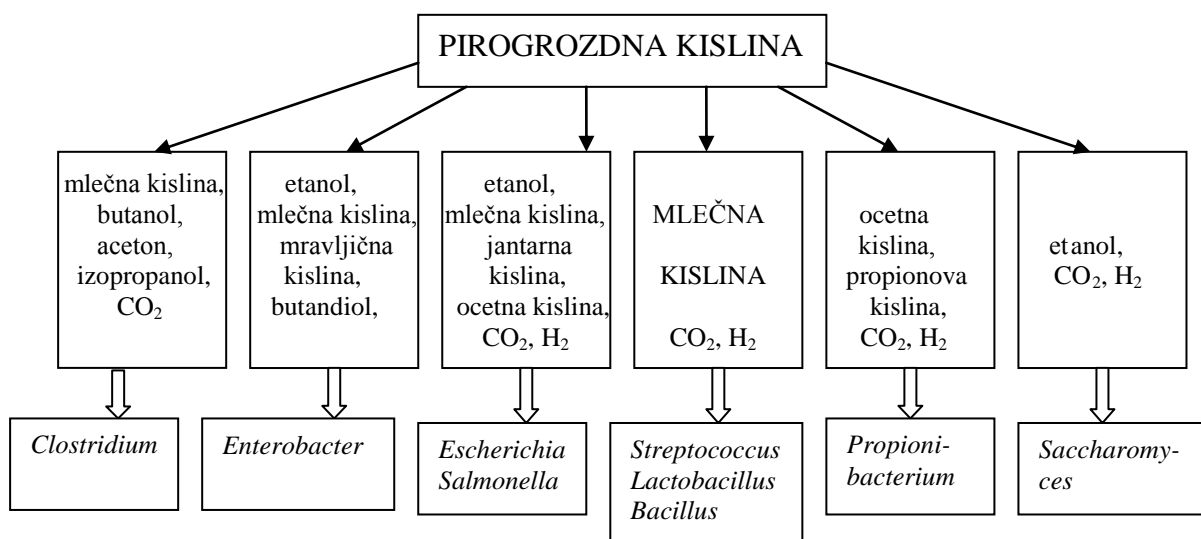 PIROGROZDNA KISLINA
mlečna kislina,
butanol,
aceton,
izopropanol,
CO₂
etanol,
mlečna kislina,
mravljična
kislina,
butandiol,
etanol,
mlečna kislina,
jantarna
kislina,
ocetna kislina,
CO₂, H₂
MLEČNA
KISLINA
CO₂, H₂
ocetna
kislina,
propionova
kislina,
CO₂, H₂
etanol,
CO₂, H₂
Clostridium
Enterobacter
Escherichia
Salmonella
Streptococcus
Lactobacillus
Bacillus
Propioni-
bacterium
Saccharomy-
ces